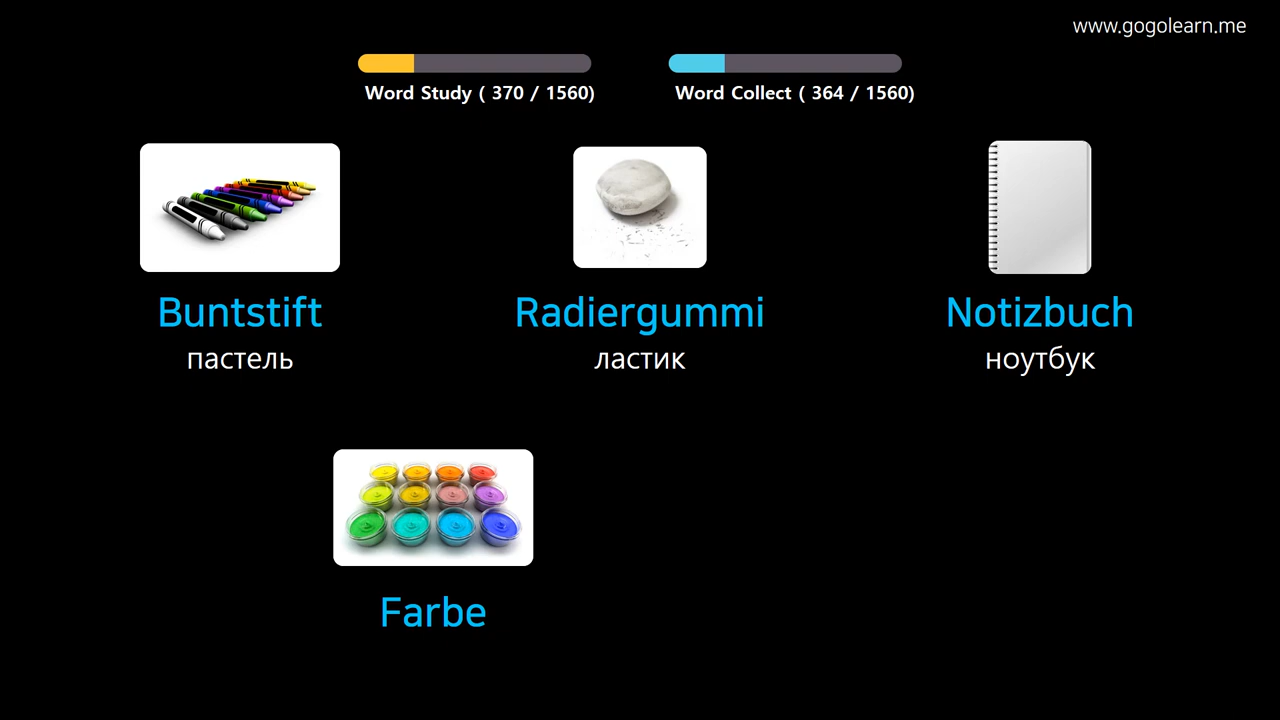 www.gogolearn.me
Word Study ( 370 / 1560)
Word Collect ( 364 / 1560)
Buntstift
пастель
Radiergummi
ластик
Notizbuch
ноутбук
Farbe